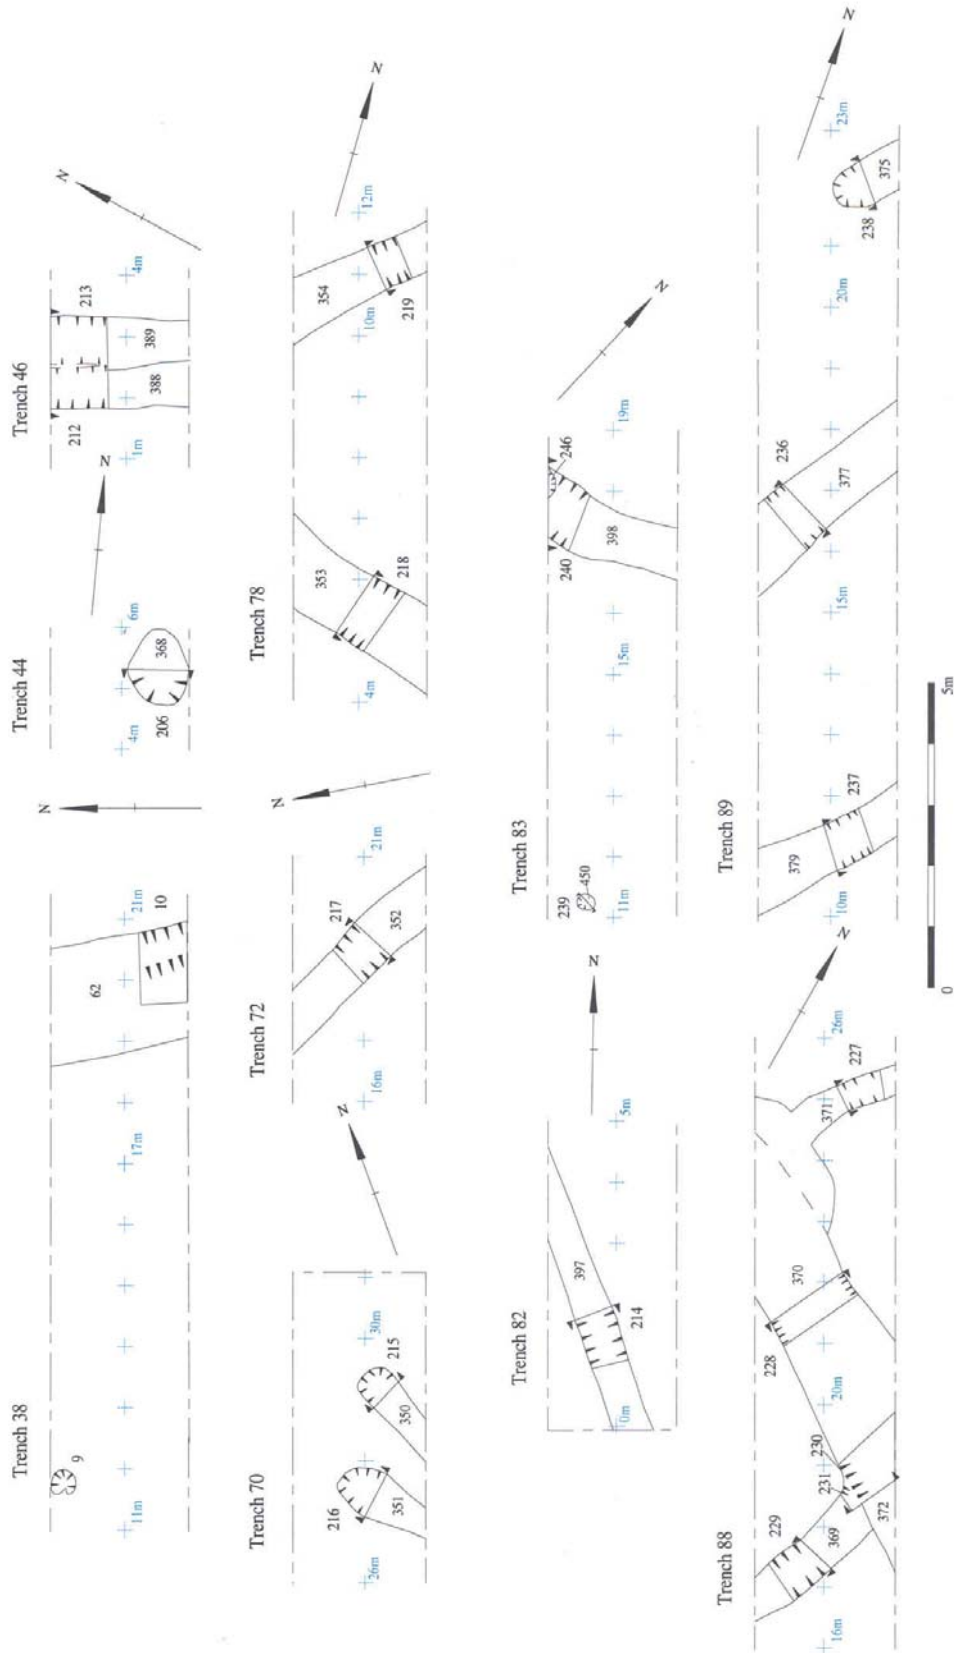 Trench 38
9
62
10
11m
17m
21m
N
Trench 44
206
368
4m
6m
N
Trench 46
212
213
388
389
1m
4m
N
Trench 70
216
215
351
350
26m
30m
N
Trench 72
217
352
16m
21m
N
Trench 78
353
218
354
219
4m
10m
12m
N
Trench 82
397
214
0m
5m
N
Trench 83
239
450
240
246
398
11m
15m
19m
N
Trench 88
229
369
372
231
230
228
370
371
227
16m
20m
26m
N
Trench 89
379
237
236
377
238
375
10m
15m
20m
23m
N
0
5m